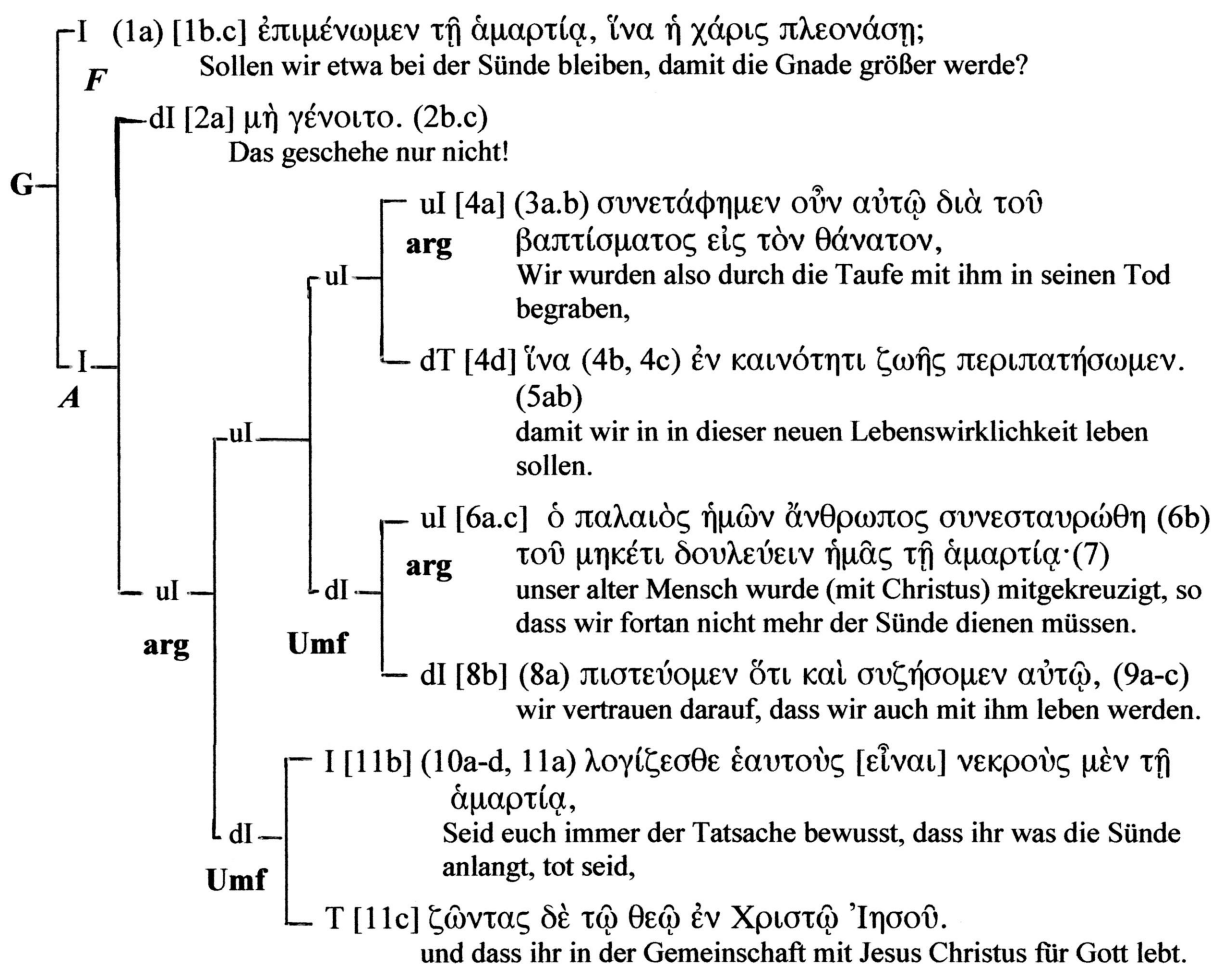 I (1a) [1b.c] ἐπιμένωμεν τῇ ἁμαρτίᾳ, ἵνα ἡ χάρις πλεονάσῃ;
F Sollen wir etwa bei der Sünde bleiben, damit die Gnade größer werde?
dI [2a] μὴ γένοιτο. (2b.c)
Das geschehe nur nicht!
G
uI [4a] (3a.b) συνετάφημεν οὖν αὐτῷ διὰ τοῦ
arg βαπτίσματος εἰς τὸν θάνατον,
uI Wir wurden also durch die Taufe mit ihm in seinen Tod
begraben,
I dT [4d] ἵνα (4b, 4c) ἐν καινότητι ζωῆς περιπατήσωμεν.
A (5ab)
uI damit wir in in dieser neuen Lebenswirklichkeit leben
sollen.
uI [6a.c] ὁ παλαιὸς ἡμῶν ἄνθρωπος συνεσταυρώθη (6b)
arg τοῦ μηκέτι δουλεύειν ἡμᾶς τῇ ἁμαρτίᾳ·(7)
uI dI unser alter Mensch wurde (mit Christus) mitgekreuzigt, so
arg Umf dass wir fortan nicht mehr der Sünde dienen müssen.
dI [8b] (8a) πιστεύομεν ὅτι καὶ συζήσομεν αὐτῷ, (9a-c)
wir vertrauen darauf, dass wir auch mit ihm leben werden.
I [11b] (10a-d, 11a) λογίζεσθε ἑαυτοὺς [εἶναι] νεκροὺς μὲν τῇ
ἁμαρτίᾳ,
dI Seid euch immer der Tatsache bewusst, dass ihr was die Sünde
Umf anlangt, tot seid,
T [11c] ζῶντας δὲ τῷ θεῷ ἐν Χριστῷ Ἰησοῦ.
und dass ihr in der Gemeinschaft mit Jesus Christus für Gott lebt.